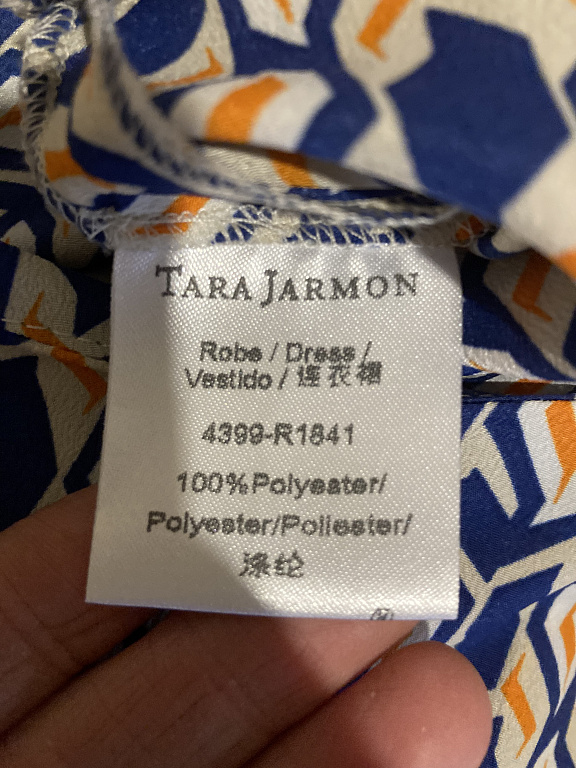 TARA JARMON
Robe / Dress /
Vestido / 连衣裙
4399-R1841
100%Polyester/
Polyester/Poliester/
涤纶